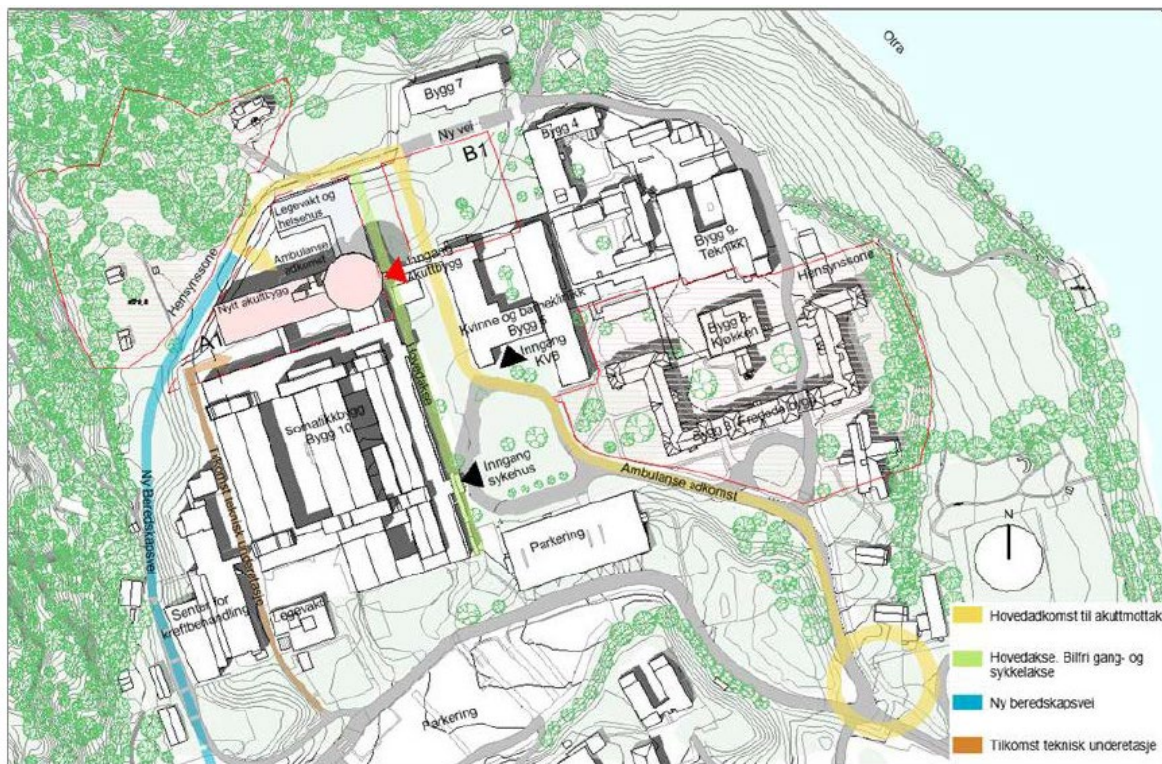 Otra
Bygg 7
Ny vei
Bygg 4
B1
Legevakt og
helsehus
Ambulanse
adkomst
Inngang
Akuttbygg
Bygg 9-
Teknikk
Hensynssone
Hensynssone
Nytt akuttbygg
Kvinne og barneklinikk
Bygg
Bygg 8-
Kjøkken
A1
Inngang
KVB
Hovedakse
Somatikkbygg
Bygg 10
Fredede bygg
Inngang
sykehus
Ambulanse adkomst
Ny Beredskapsvei
Tilkomst teknisk underetasje
Parkering
N
Senter for
kreftbehandling
Legevakt
Parkering
Hovedadkomst til akuttmottak
Hovedakse. Bilfri gang- og
sykkelakse
Ny beredskapsvei
Tilkomst teknisk underetasje